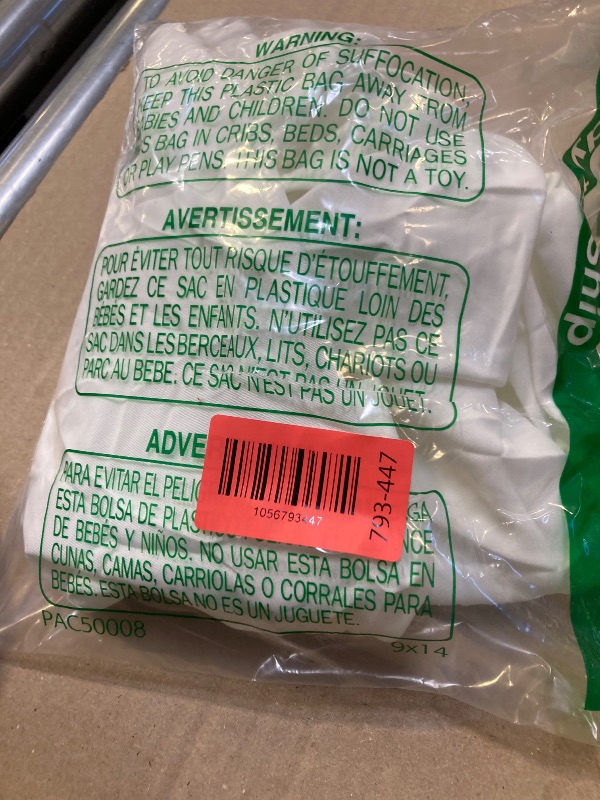 WARNING:
TO AVOID DANGER OF SUFFOCATION,
KEEP THIS PLASTIC BAG AWAY FROM
BABIES AND CHILDREN. DO NOT USE
S BAG IN CRIBS, BEDS, CARRIAGES
OR PLAY PENS. THIS BAG IS NOT A TOY.
AVERTISSEMENT:
POUR ÉVITER TOUT RISQUE D'ÉTOUFFEMENT,
GARDEZ CE SAC EN PLASTIQUE LOIN DES
BÉBÉS ET LES ENFANTS. N'UTILISEZ PAS CE
SAC DANS LES BERCEAUX, LITS, CHARIOTS OU
PARC AU BEBE. CE SAC N'EST PAS UN JOUET.
ADVE
PARA EVITAR EL PELIG
GA
ESTA BOLSA DE PLAS
NCE
DE BEBÉS Y NIÑOS. NO USAR ESTA BOLSA EN
CUNAS, CAMAS, CARRIOLAS O CORRALES PARA
BEBÉS. ESTA BOLSA NO ES UN JUGUETE.
PAC50008
9x14
1056793447
793-447
ship